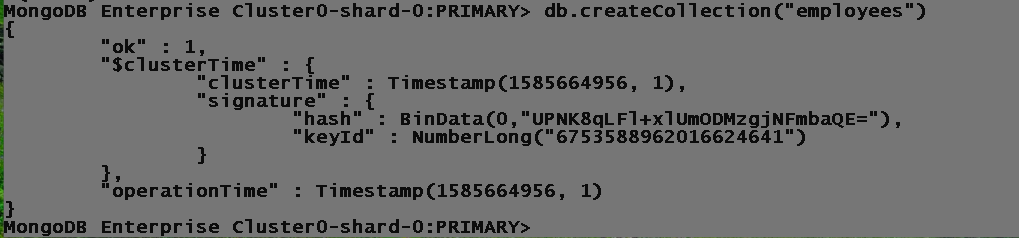 MongoDB Enterprise Cluster0-shard-0:PRIMARY> db.createCollection("employees")
{
        "ok" : 1,
        "$clusterTime" : {
                "clusterTime" : Timestamp(1585664956, 1),
                "signature" : {
                        "hash" : BinData(0,"UPNK8qLFl+xlUmODMzgjNFmbaQE="),
                        "keyId" : NumberLong("6753588962016624641")
                }
        },
        "operationTime" : Timestamp(1585664956, 1)
}
MongoDB Enterprise Cluster0-shard-0:PRIMARY>